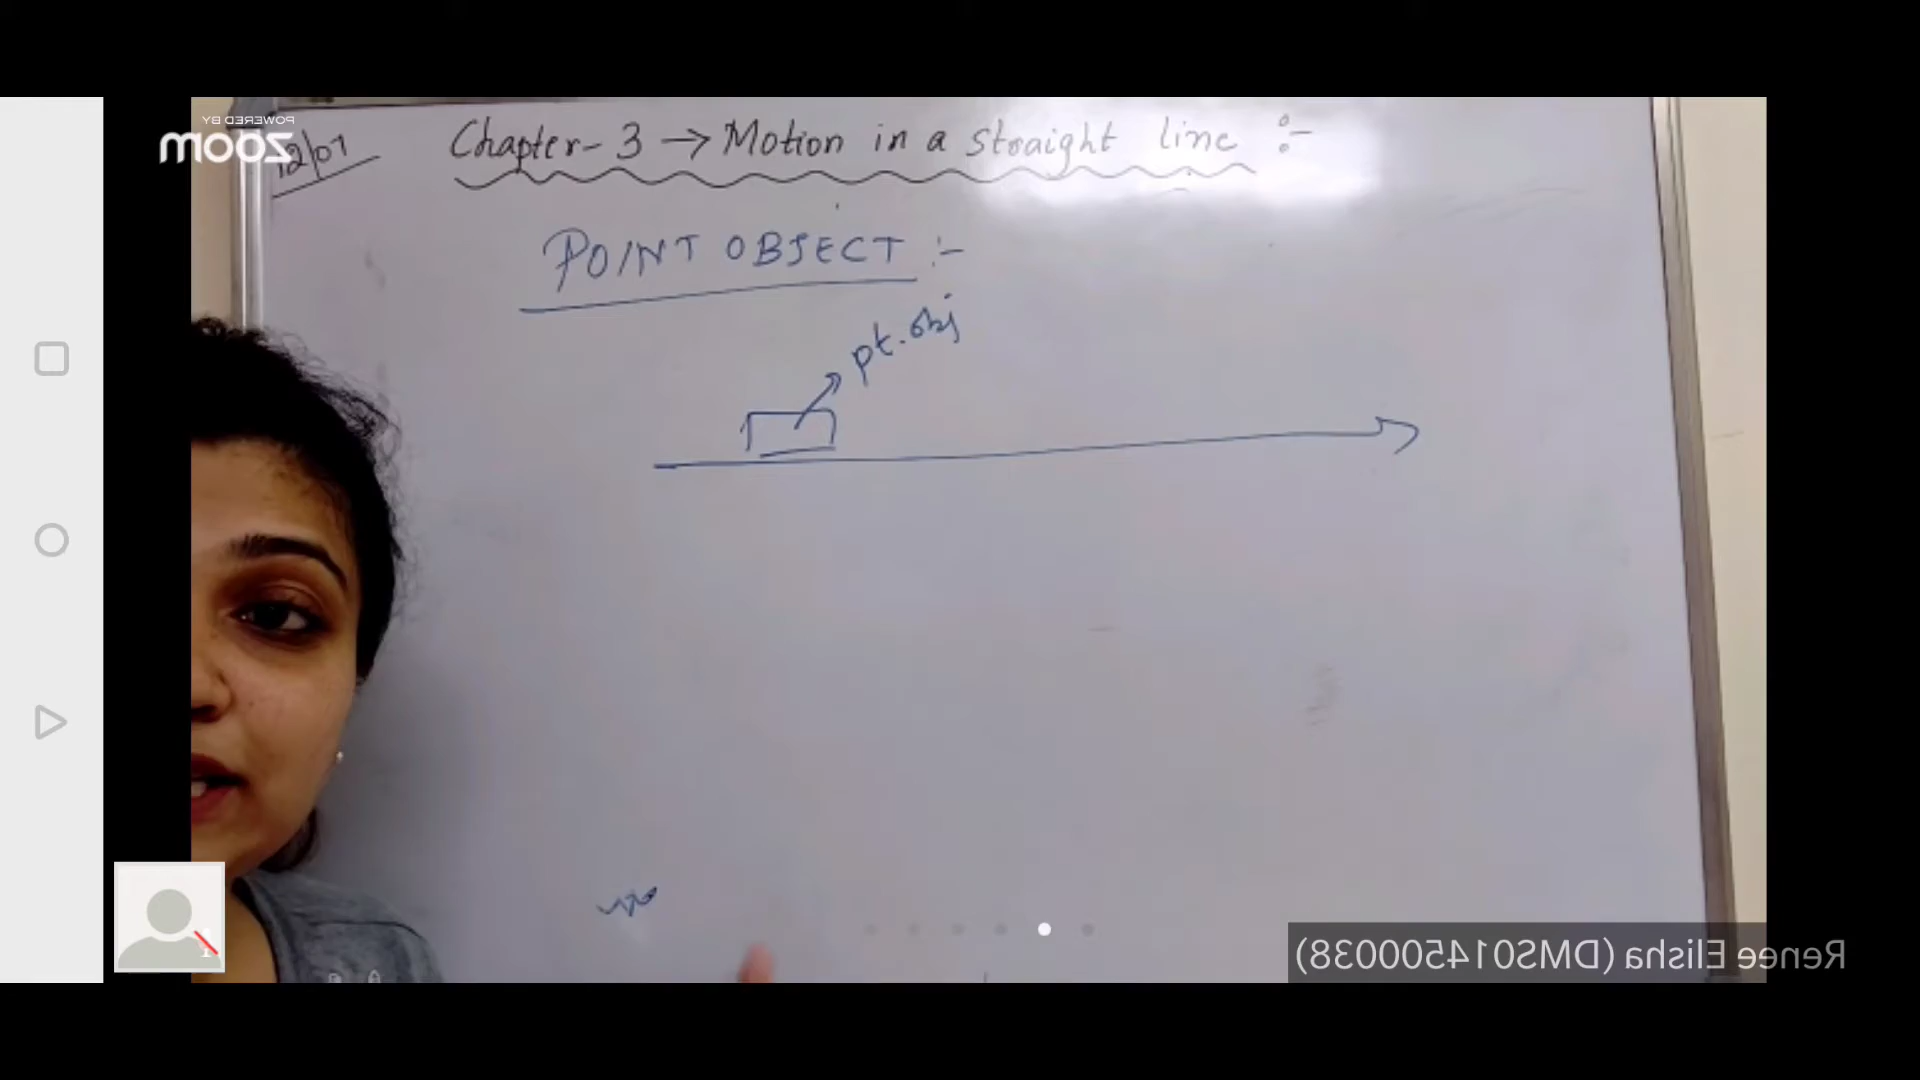 POWERED BY
zoom
12/07
Chapter-3 → Motion in a straight line :-
POINT OBJECT :-
pt. obj
Renee Elisha (DMS014500038)